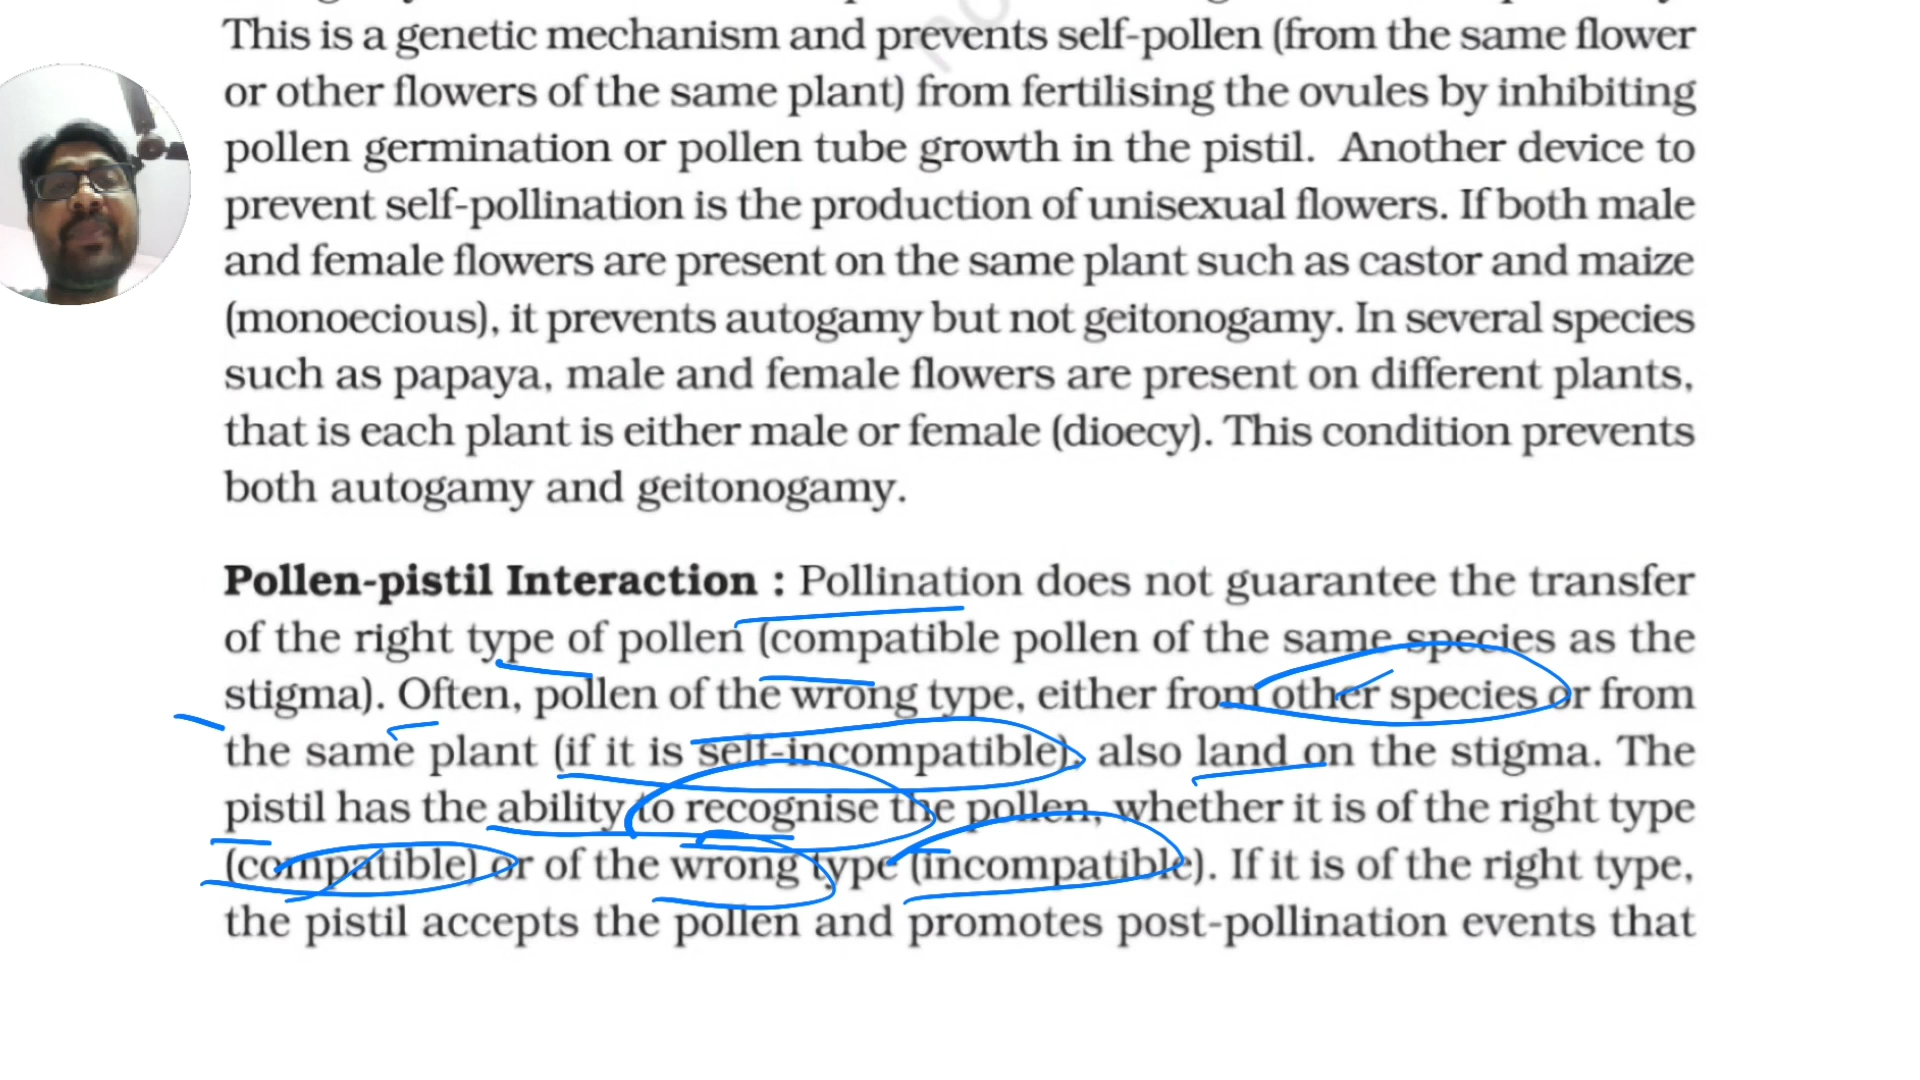 This is a genetic mechanism and prevents self-pollen (from the same flower
or other flowers of the same plant) from fertilising the ovules by inhibiting
pollen germination or pollen tube growth in the pistil. Another device to
prevent self-pollination is the production of unisexual flowers. If both male
and female flowers are present on the same plant such as castor and maize
(monoecious), it prevents autogamy but not geitonogamy. In several species
such as papaya, male and female flowers are present on different plants,
that is each plant is either male or female (dioecy). This condition prevents
both autogamy and geitonogamy.
Pollen-pistil Interaction : Pollination does not guarantee the transfer
of the right type of pollen (compatible pollen of the same species as the
stigma). Often, pollen of the wrong type, either from other species or from
the same plant (if it is self-incompatible), also land on the stigma. The
pistil has the ability to recognise the pollen, whether it is of the right type
(compatible) or of the wrong type (incompatible). If it is of the right type,
the pistil accepts the pollen and promotes post-pollination events that